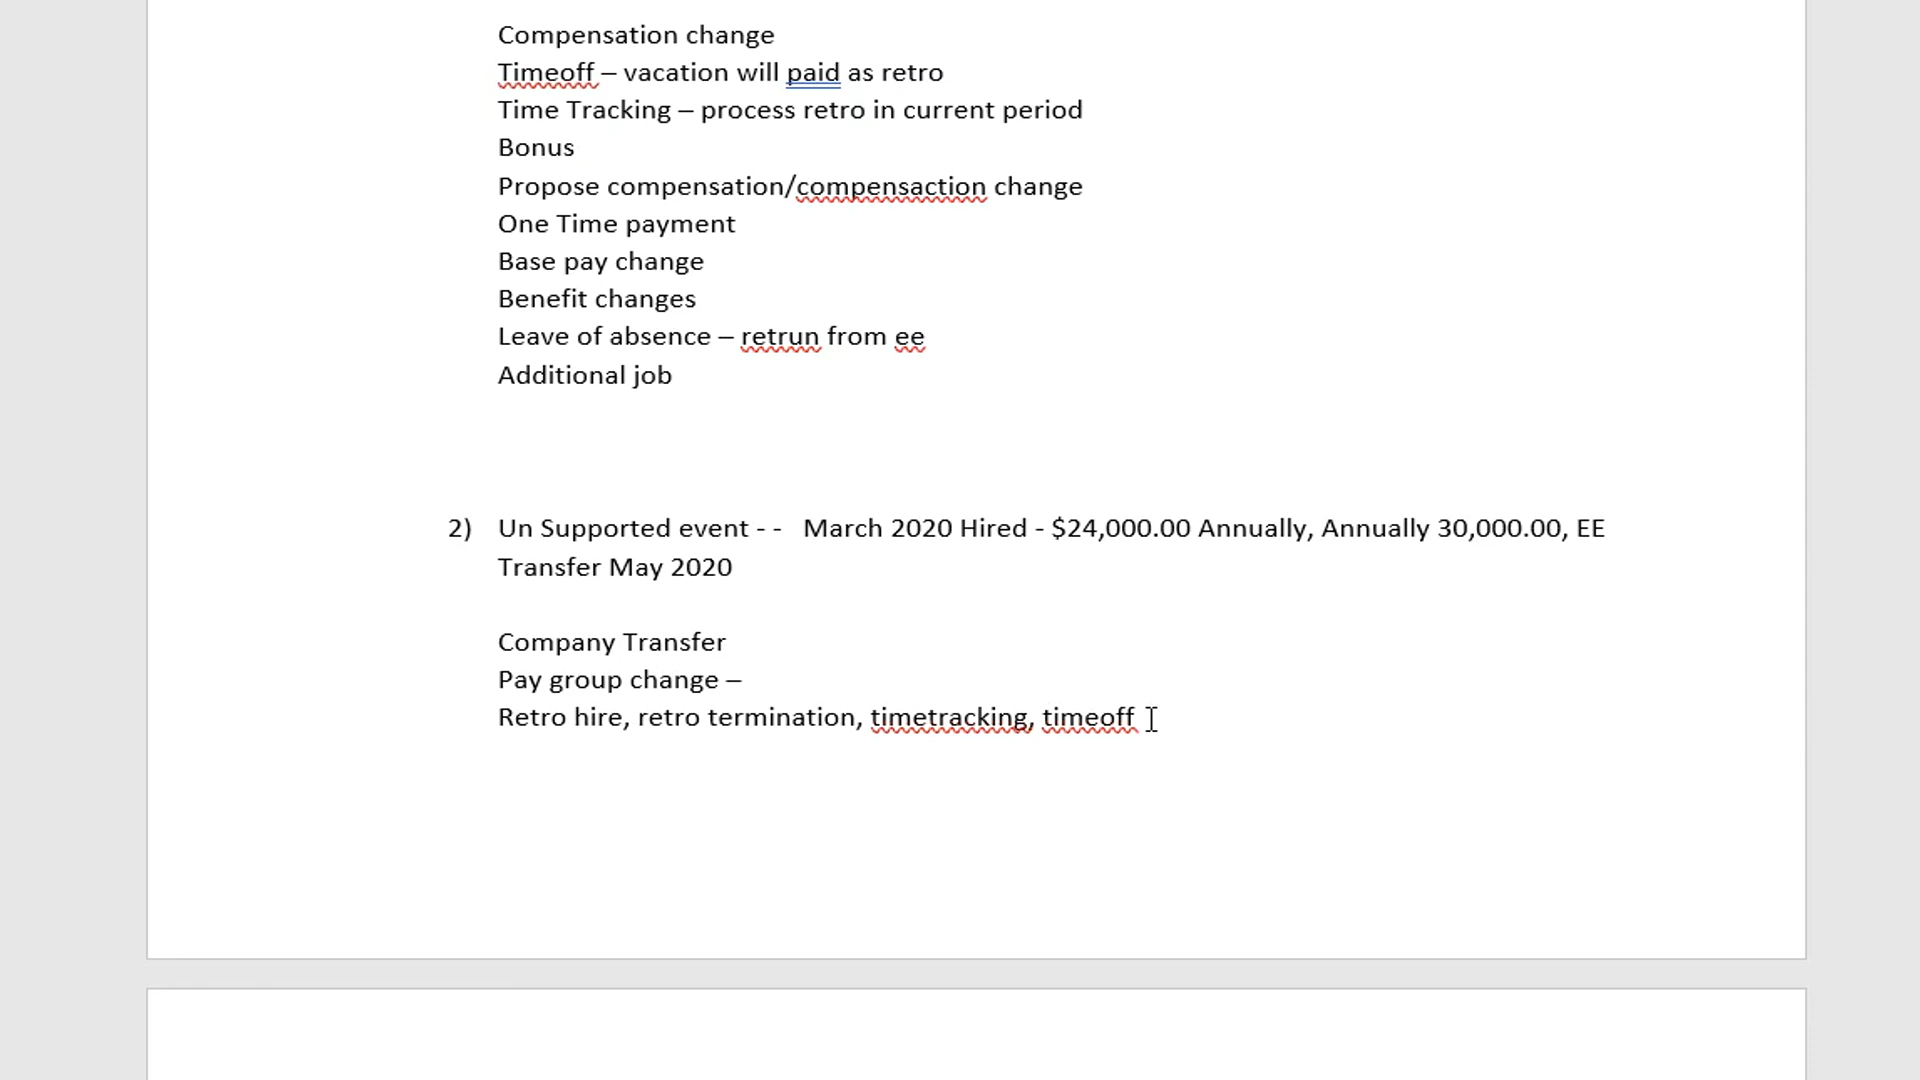 Compensation change
Timeoff – vacation will paid as retro
Time Tracking – process retro in current period
Bonus
Propose compensation/compensaction change
One Time payment
Base pay change
Benefit changes
Leave of absence – retrun from ee
Additional job
2) Un Supported event - -   March 2020 Hired - $24,000.00 Annually, Annually 30,000.00, EE
Transfer May 2020
Company Transfer
Pay group change –
Retro hire, retro termination, timetracking, timeoff